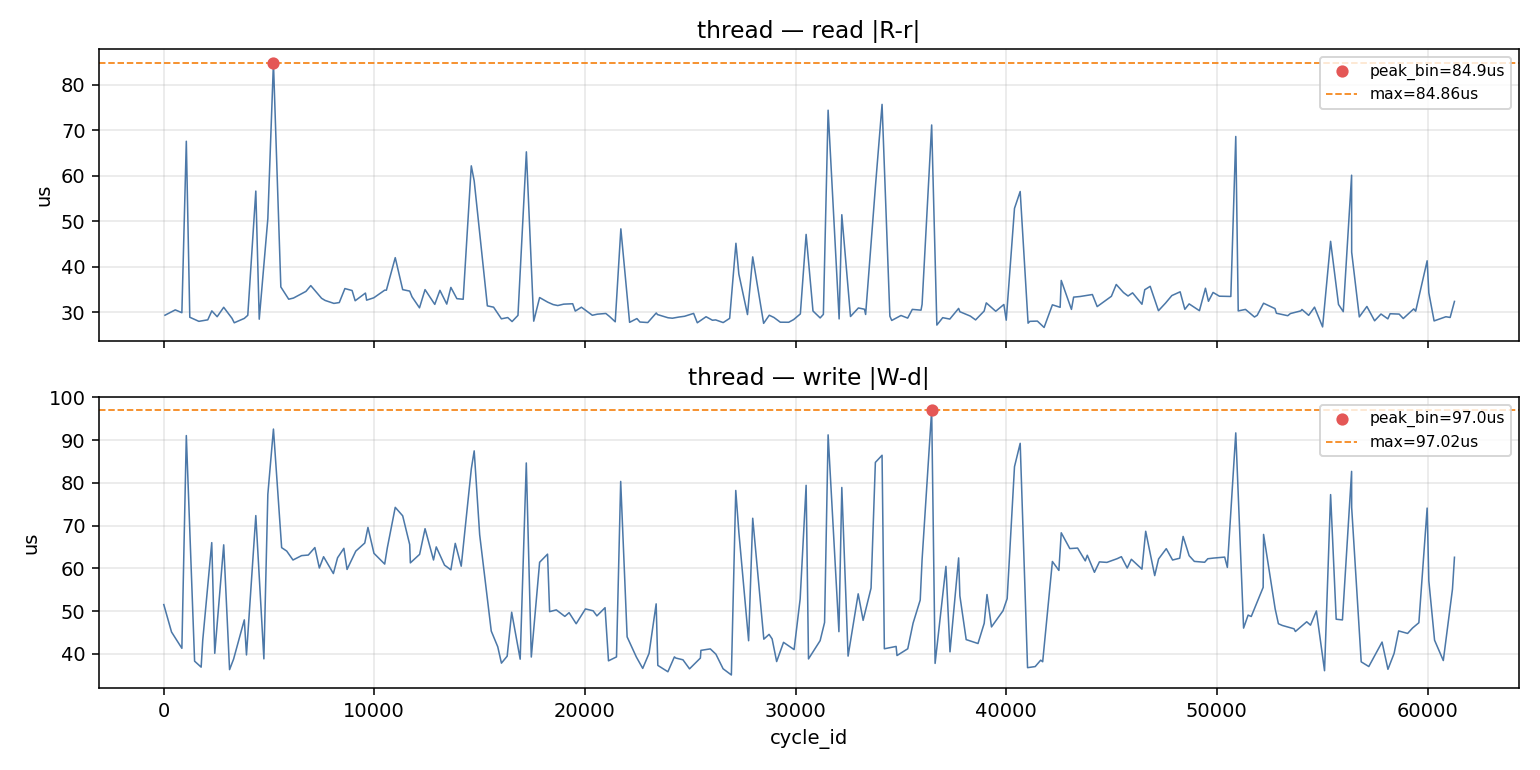 thread — read |R-r|
peak_bin=84.9us
max=84.86us
us
80
70
60
50
40
30
thread — write |W-d|
peak_bin=97.0us
max=97.02us
us
100
90
80
70
60
50
40
0 10000 20000 30000 40000 50000 60000
cycle_id